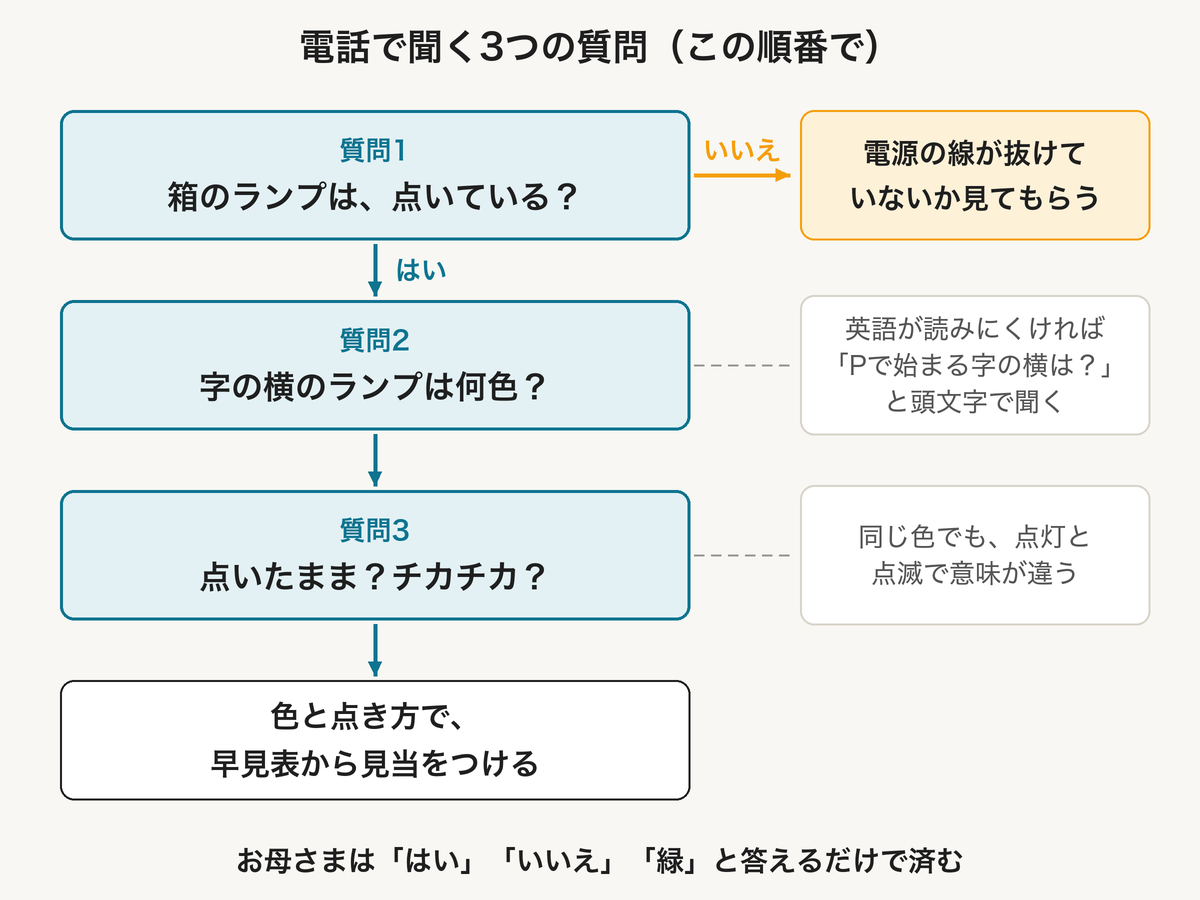 電話で聞く3つの質問（この順番で）
質問1
箱のランプは、点いている？
いいえ
電源の線が抜けて
いないか見てもらう
はい
質問2
字の横のランプは何色？
英語が読みにくければ
「Pで始まる字の横は？」
と頭文字で聞く
質問3
点いたまま？チカチカ？
同じ色でも、点灯と
点滅で意味が違う
色と点き方で、
早見表から見当をつける
お母さまは「はい」「いいえ」「緑」と答えるだけで済む